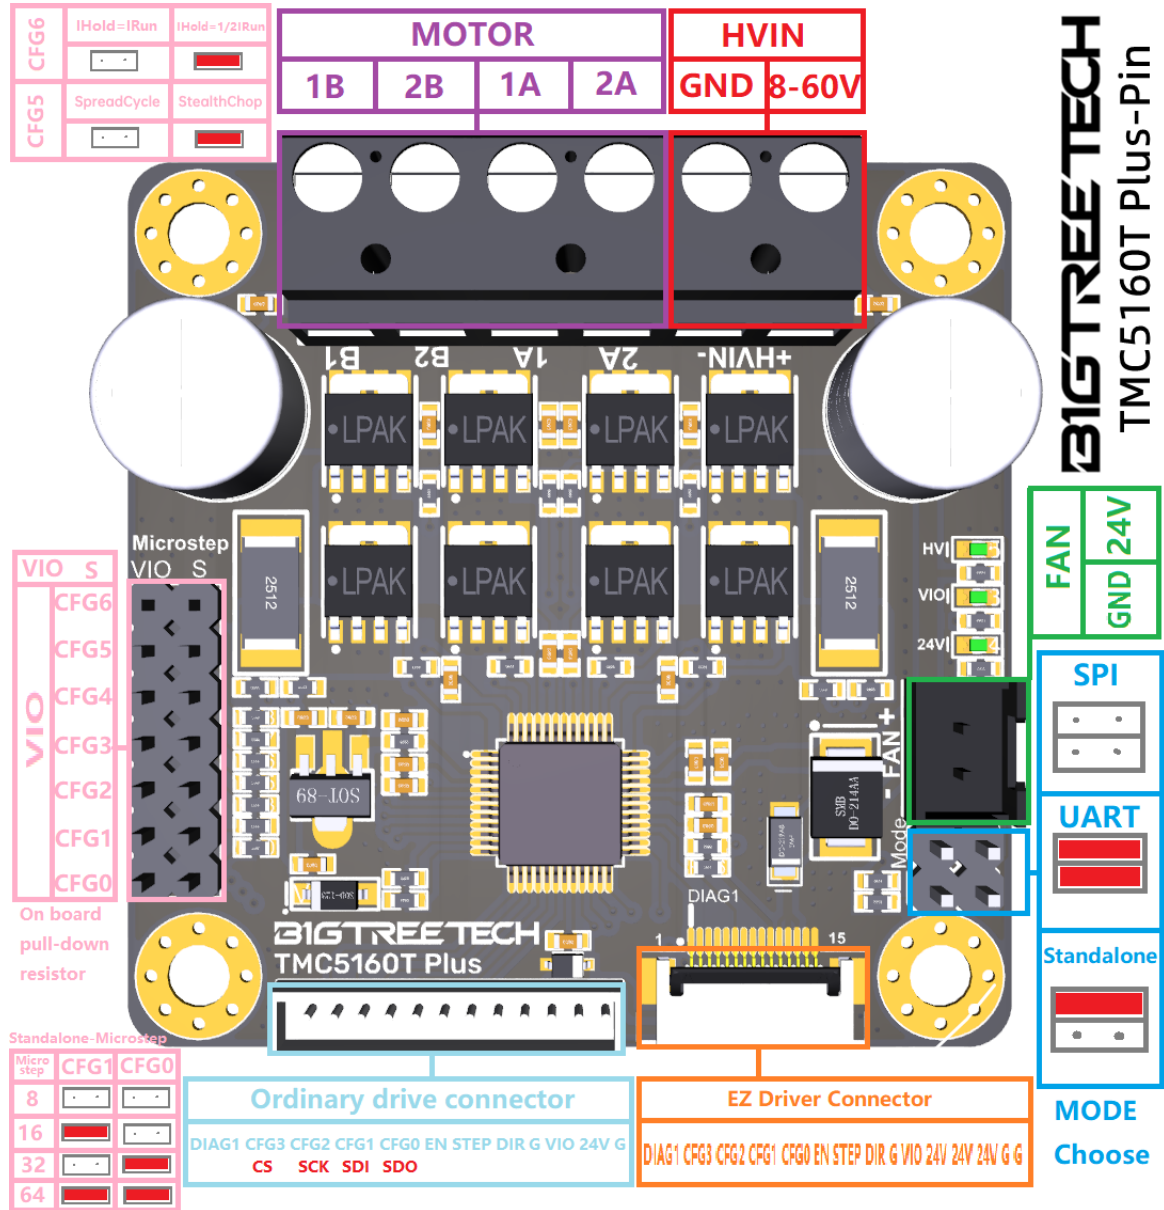 CFG6
IHold=IRun
IHold=1/2IRun
CFG5
SpreadCycle
StealthChop
MOTOR
1B 2B 1A 2A
HVIN
GND 8-60V
BIGTREETECH
TMC5160T Plus-Pin
B1 B2 1A 2A -HVIN+
LPAK LPAK LPAK LPAK
LPAK LPAK LPAK LPAK
2512
2512
Microstep
VIO S
VIO S
VIO
CFG6
CFG5
CFG4
CFG3
CFG2
CFG1
CFG0
On board
pull-down
resistor
HV
VIO
24V
FAN
24V
GND
- FAN +
Mode
SOT-89
SMB
DO-214AA
DIAG1
1 15
BIGTREETECH
TMC5160T Plus
SPI
UART
Standalone
MODE
Choose
Standalone-Microstep
Micro
step
CFG1 CFG0
8
16
32
64
Ordinary drive connector
DIAG1 CFG3 CFG2 CFG1 CFG0 EN STEP DIR G VIO 24V G
CS SCK SDI SDO
EZ Driver Connector
DIAG1 CFG3 CFG2 CFG1 CFG0 EN STEP DIR G VIO 24V 24V 24V G G